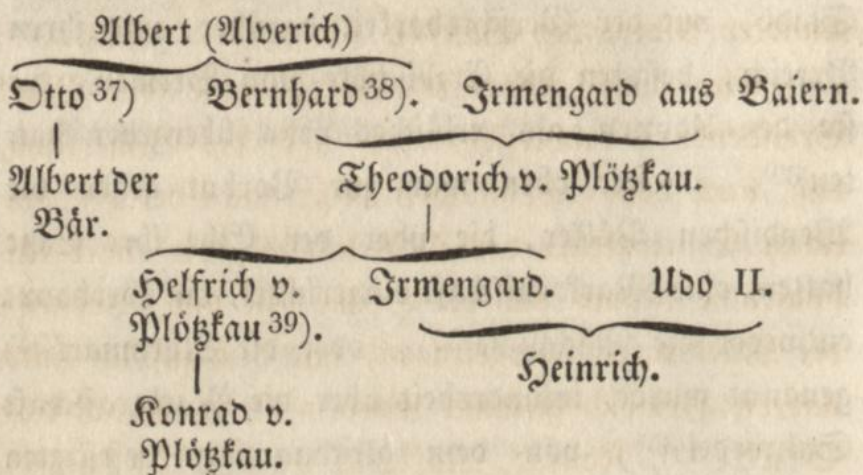 Albert (Alverich)
Otto 37) Bernhard 38). Irmengard aus Baiern.
Albert der Theodorich v. Plötzkau.
Bär.
Helfrich v. Irmengard. Udo II.
Plötzkau 39).
Heinrich.
Konrad v.
Plötzkau.